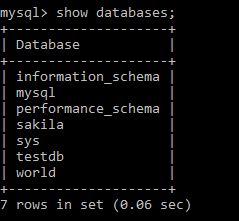 mysql> show databases;
+--------------------+
| Database           |
+--------------------+
| information_schema |
| mysql              |
| performance_schema |
| sakila             |
| sys                |
| testdb             |
| world              |
+--------------------+
7 rows in set (0.06 sec)